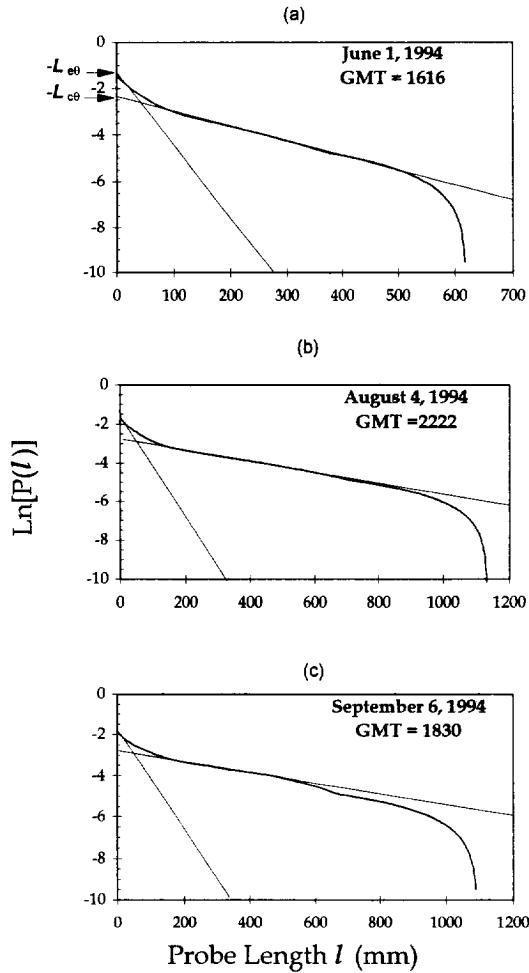 (a)
0
-2
-4
-6
-8
-10
-L eθ
-L cθ
June 1, 1994
GMT = 1616
0 100 200 300 400 500 600 700
(b)
0
-2
-4
-6
-8
-10
August 4, 1994
GMT =2222
0 200 400 600 800 1000 1200
Ln[P(l)]
(c)
0
-2
-4
-6
-8
-10
September 6, 1994
GMT = 1830
0 200 400 600 800 1000 1200
Probe Length l (mm)